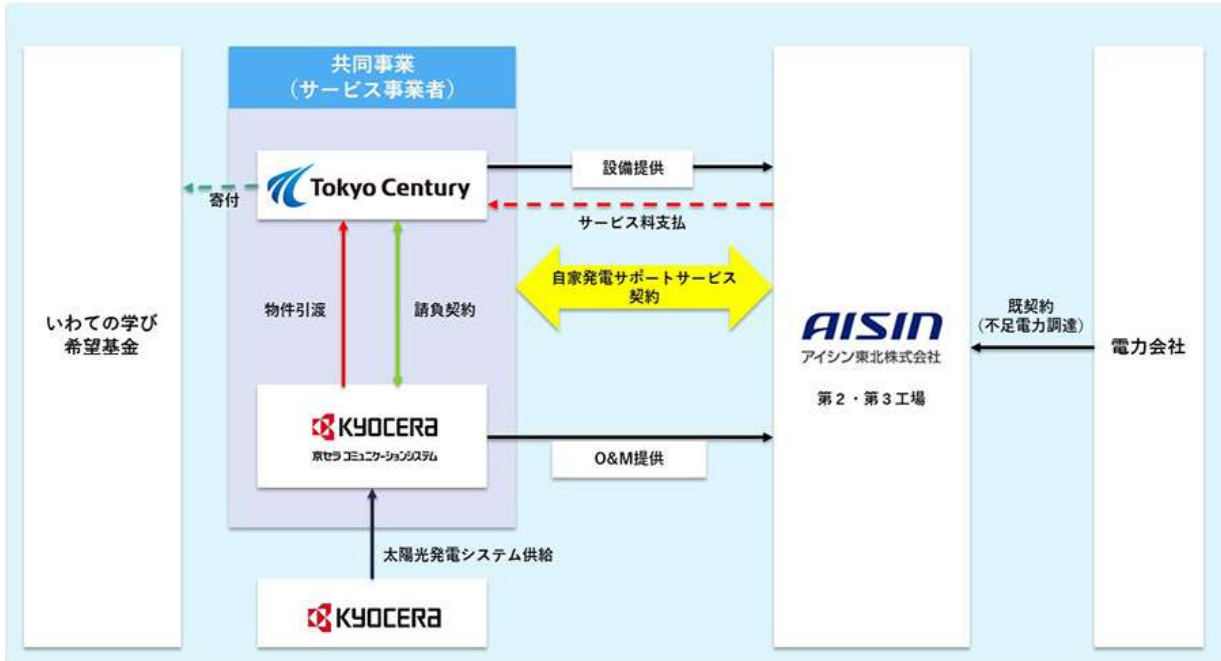 共同事業
（サービス事業者）
Tokyo Century
設備提供
寄付
サービス料支払
自家発電サポートサービス
契約
物件引渡
請負契約
いわての学び
希望基金
AISIN
アイシン東北株式会社
第２・第３工場
既契約
（不足電力調達）
電力会社
KYOCERA
京セラ コミュニケーションシステム
O&M提供
太陽光発電システム供給
KYOCERA